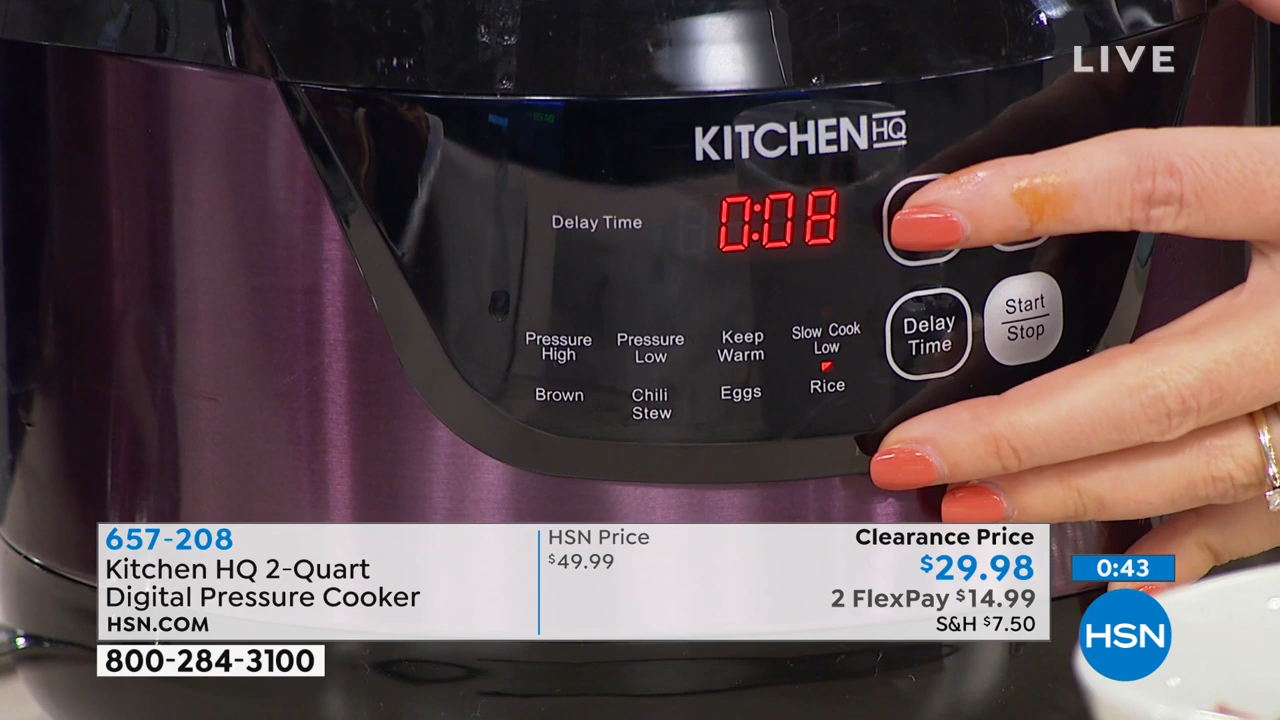 LIVE
KITCHEN HQ
Delay Time
0:08
Delay
Time
Start
Stop
Pressure
High
Pressure
Low
Keep
Warm
Slow Cook
Low
Brown
Chili
Stew
Eggs
Rice
657-208
Kitchen HQ 2-Quart
Digital Pressure Cooker
HSN.COM
800-284-3100
HSN Price
$49.99
Clearance Price
$29.98
2 FlexPay $14.99
S&H $7.50
0:43
HSN